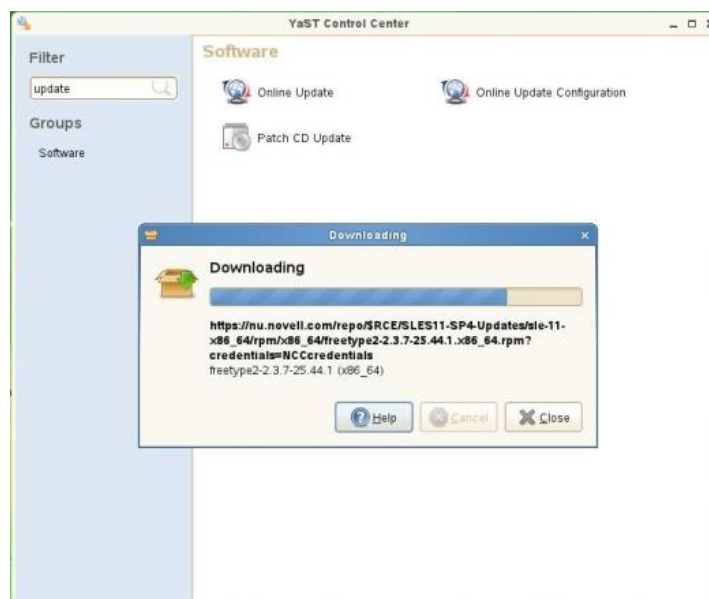 YaST Control Center
Filter
update
Groups
Software
Software
Online Update
Online Update Configuration
Patch CD Update
Downloading
Downloading
https://nu.novell.com/repo/$RCE/SLES11-SP4-Updates/sle-11-
x86_64/rpm/x86_64/freetype2-2.3.7-25.44.1.x86_64.rpm?
credentials=NCCcredentials
freetype2-2.3.7-25.44.1 (x86_64)
Help
Cancel
Close